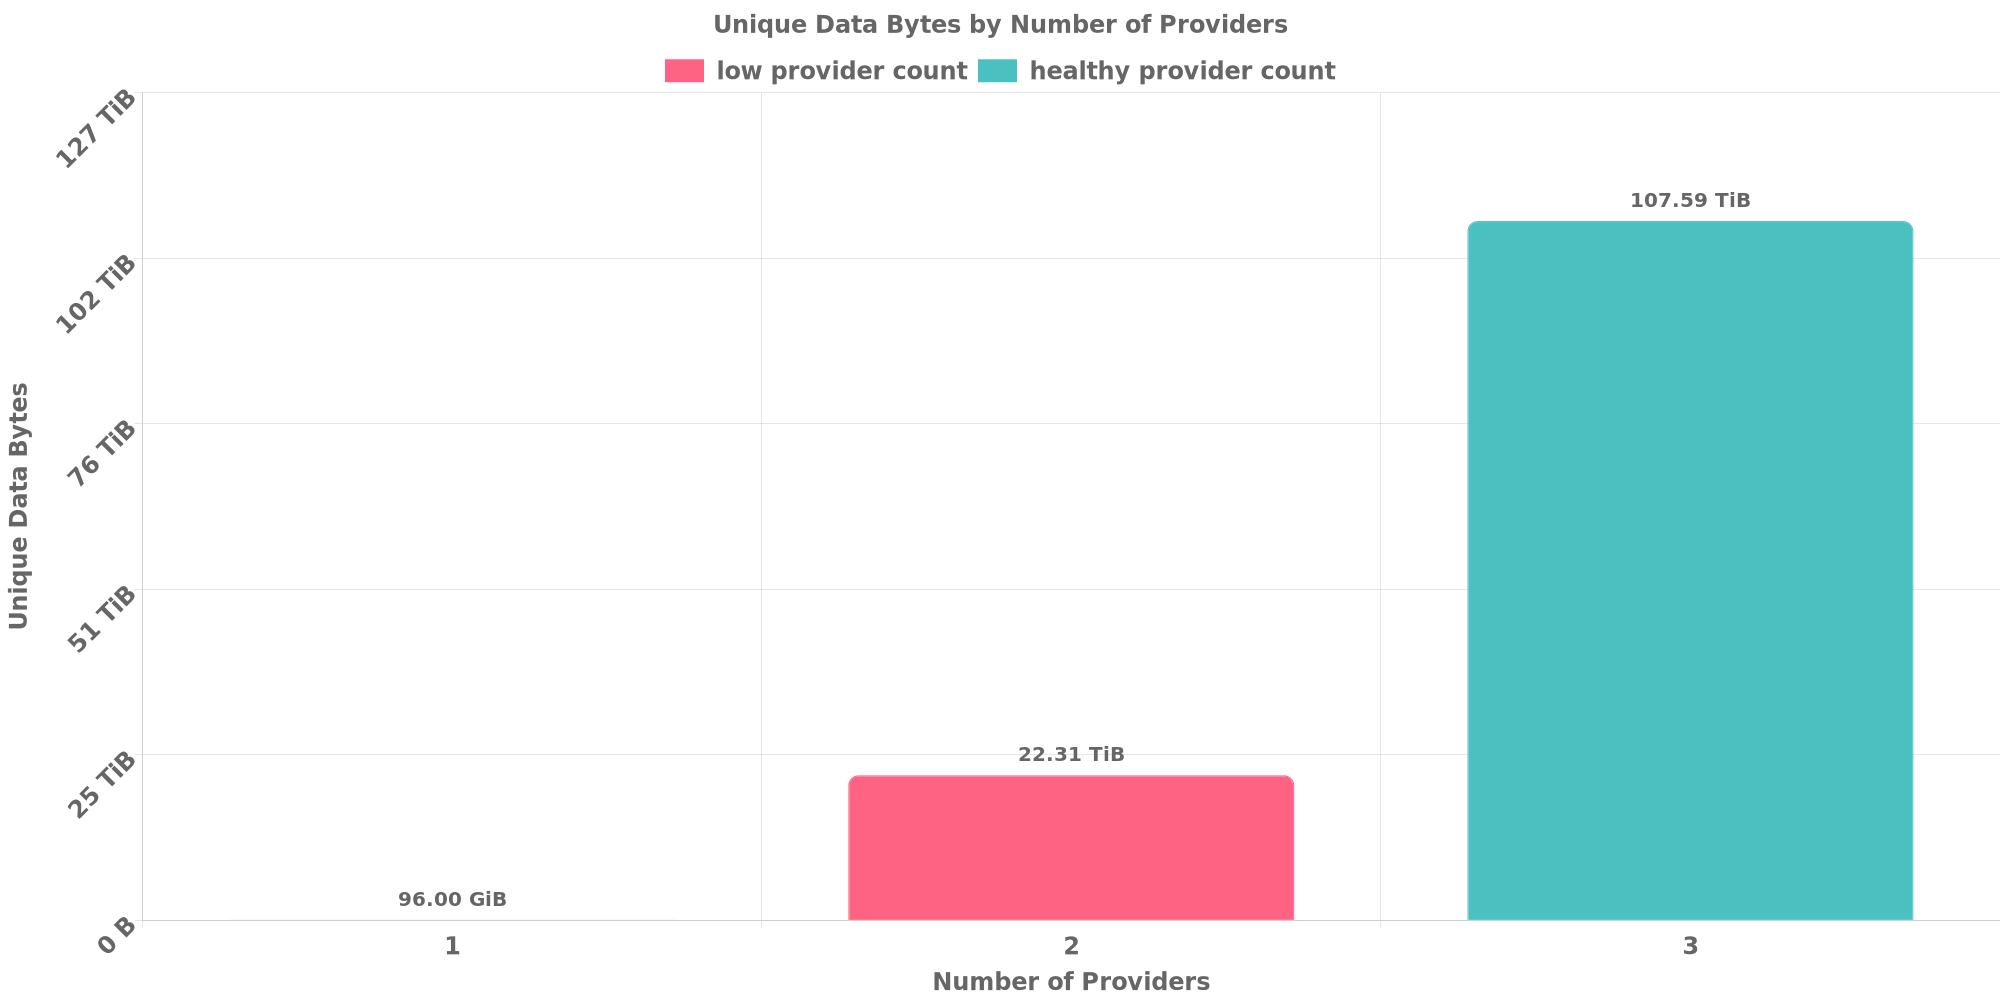 Unique Data Bytes by Number of Providers
low provider count healthy provider count
127 TiB
102 TiB
76 TiB
51 TiB
25 TiB
0 B
Unique Data Bytes
96.00 GiB
22.31 TiB
107.59 TiB
1 2 3
Number of Providers